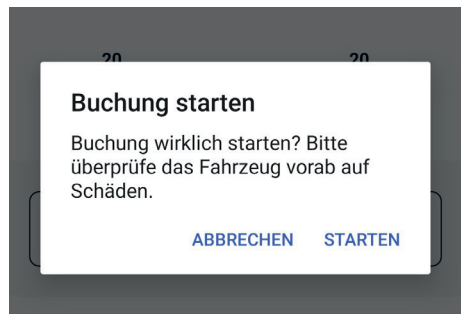 20 20
Buchung starten
Buchung wirklich starten? Bitte
überprüfe das Fahrzeug vorab auf
Schäden.
ABBRECHEN STARTEN